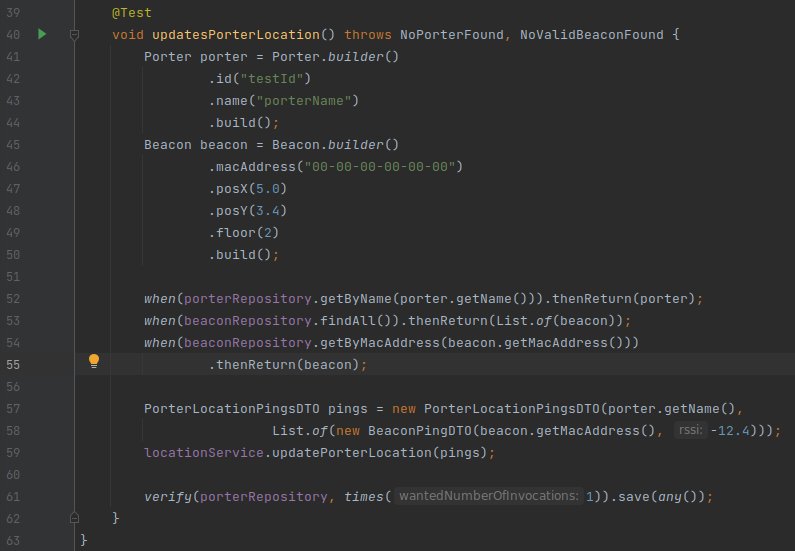 39 @Test
40 void updatesPorterLocation() throws NoPorterFound, NoValidBeaconFound {
41 Porter porter = Porter.builder()
42 .id("testId")
43 .name("porterName")
44 .build();
45 Beacon beacon = Beacon.builder()
46 .macAddress("00-00-00-00-00-00")
47 .posX(5.0)
48 .posY(3.4)
49 .floor(2)
50 .build();
51
52 when(porterRepository.getByName(porter.getName())).thenReturn(porter);
53 when(beaconRepository.findAll()).thenReturn(List.of(beacon));
54 when(beaconRepository.getByMacAddress(beacon.getMacAddress()))
55 .thenReturn(beacon);
56
57 PorterLocationPingsDTO pings = new PorterLocationPingsDTO(porter.getName(),
58 List.of(new BeaconPingDTO(beacon.getMacAddress(), rssi: -12.4)));
59 locationService.updatePorterLocation(pings);
60
61 verify(porterRepository, times( wantedNumberOfInvocations: 1)).save(any());
62 }
63 }